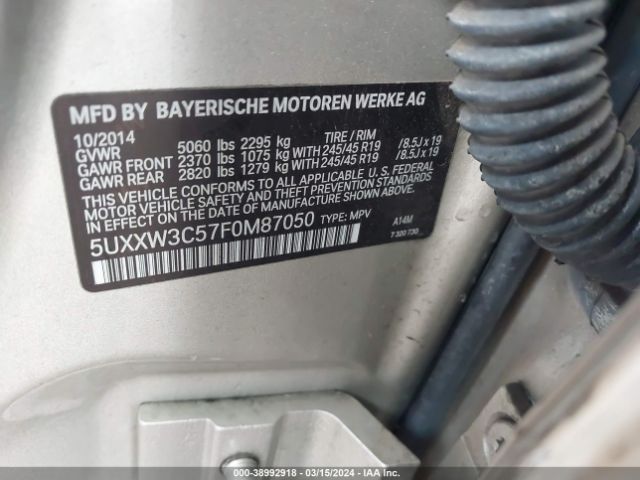 MFD BY BAYERISCHE MOTOREN WERKE AG
10/2014 5060 lbs 2295 kg TIRE / RIM
GVWR
GAWR FRONT 2370 lbs 1075 kg WITH 245/45 R19 / 8.5J x 19
GAWR REAR 2820 lbs 1279 kg WITH 245/45 R19 / 8.5J x 19
THIS VEHICLE CONFORMS TO ALL APPLICABLE U. S. FEDERAL
MOTOR VEHICLE SAFETY AND THEFT PREVENTION STANDARDS
IN EFFECT ON THE DATE OF MANUFACTURE SHOWN ABOVE.
5UXXW3C57F0M87050 TYPE: MPV A14M
7 320 730
000-38992918 - 03/15/2024 - IAA Inc.